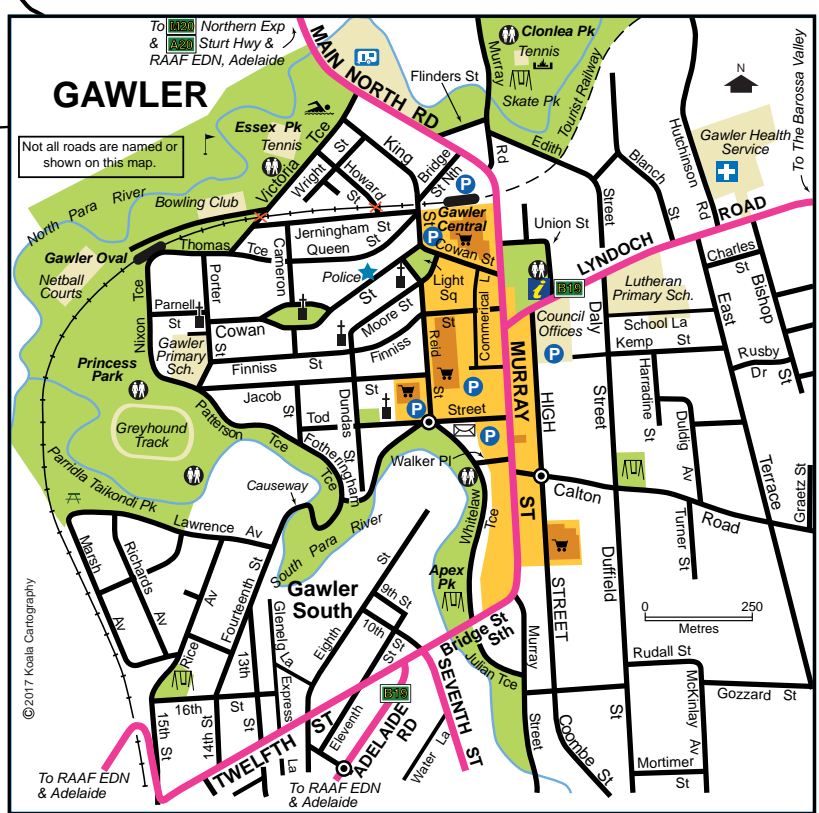 To M20 Northern Exp
& A20 Sturt Hwy &
RAAF EDN, Adelaide
GAWLER
Not all roads are named or
shown on this map.
MAIN NORTH RD
Flinders St
Murray
Rd
Clonlea Pk
Tennis
Skate Pk
Tourist Railway
Edith
Street
N
Hutchinson Rd
Gawler Health
Service
To The Barossa Valley
Blanch St
Essex Pk
Tennis
Victoria Tce
Wright St
Howard St
King
St
Bridge
St Nth
P
Bowling Club
North Para River
Gawler Oval
Netball
Courts
Thomas
Tce
Jerningham St
Queen
Cameron
Porter
St
Police
St
P
Gawler
Central
Cowan St
Union St
LYNDOCH
ROAD
Charles
St
Bishop
St
Light
Sq
Commerical L
i
B19
Council
Offices
P
Lutheran
Primary Sch.
Daly
Street
School La
Kemp St
East
Terrace
Rusby
Dr
Nixon
Tce
Parnell
St
Gawler
Primary
Sch.
Cowan
Moore St
Finniss
St
Reid
St
Finniss St
Princess
Park
Greyhound
Track
Jacob
St
Tod
Dundas
St
St
Street
P
P
P
MURRAY
ST
HIGH
STREET
Harradine St
Duidig
Av
Patterson
Tce
Fotheringham
Tce
Walker Pl
Causeway
Calton
Road
Turner St
Graetz St
Parridla Taikondi Pk
Lawrence Av
South Para River
Whitelaw
Tce
Duffield
St
Marsh
Av
Richards
Av
Rice
Av
Fourteenth St
13th
St
Gawler
South
Glenelg La
Express
La
Eighth
St
9th St
10th
St
Apex
Pk
Bridge St
Sth
0 250
Metres
Julian Tce
Murray
Street
Rudall St
McKinlay
Av
Gozzard St
16th
St
15th
St
14th St
TWELFTH ST
Eleventh
B19
ADELAIDE
RD
SEVENTH ST
Water La
Coombe St
Mortimer
St
To RAAF EDN
& Adelaide
To RAAF EDN
& Adelaide
©2017 Koala Cartography